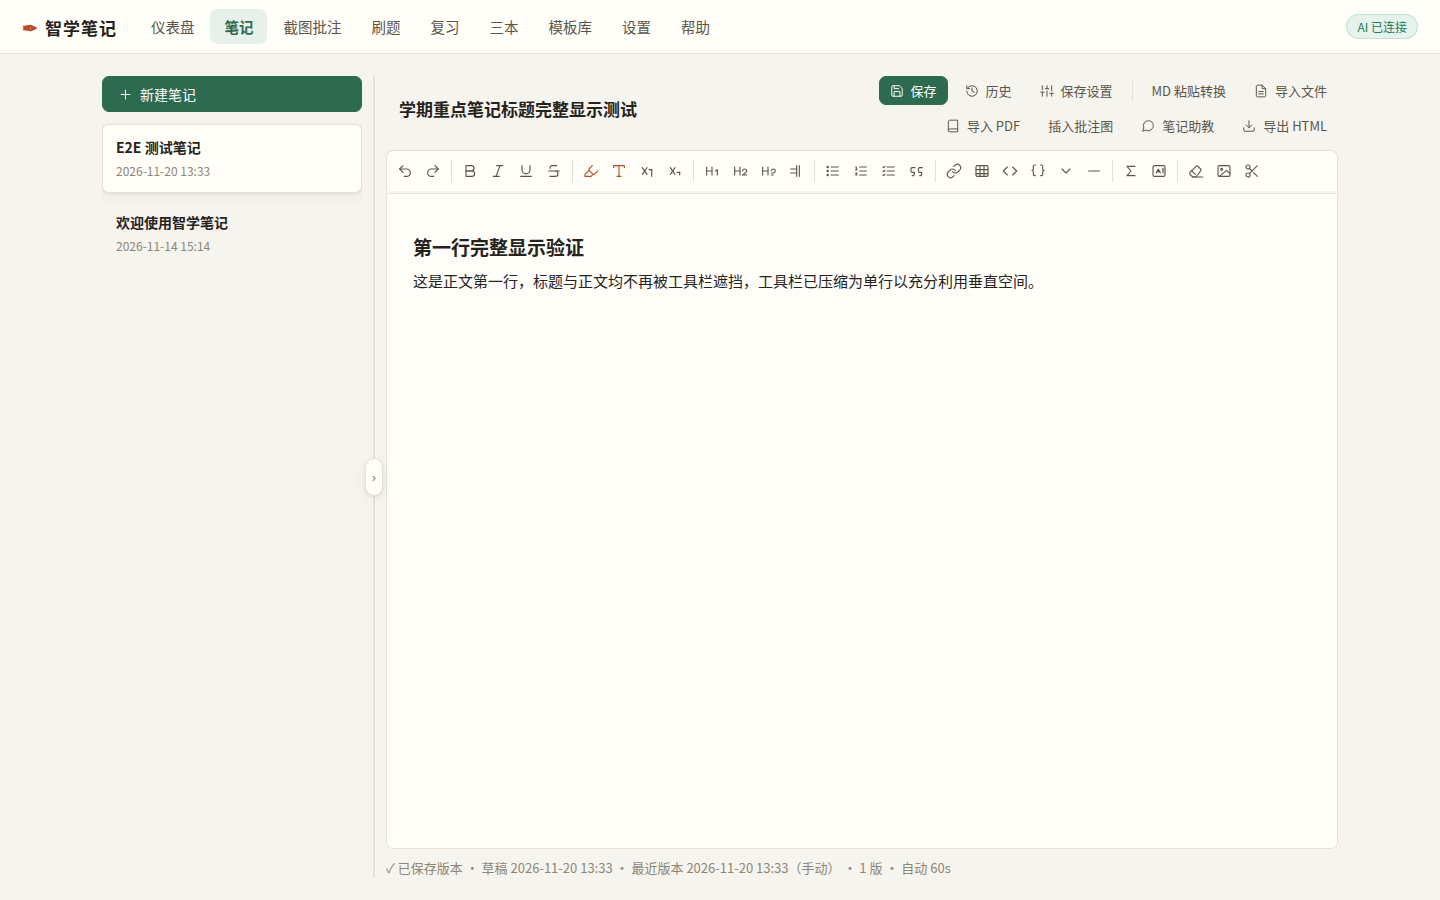 智学笔记 仪表盘 笔记 截图批注 刷题 复习 三本 模板库 设置 帮助 AI 已连接
新建笔记
E2E 测试笔记
2026-11-20 13:33
欢迎使用智学笔记
2026-11-14 15:14
学期重点笔记标题完整显示测试
保存 历史 保存设置 MD 粘贴转换 导入文件
导入 PDF 插入批注图 笔记助教 导出 HTML
第一行完整显示验证
这是正文第一行，标题与正文均不再被工具栏遮挡，工具栏已压缩为单行以充分利用垂直空间。
✓ 已保存版本 · 草稿 2026-11-20 13:33 · 最近版本 2026-11-20 13:33（手动） · 1 版 · 自动 60s